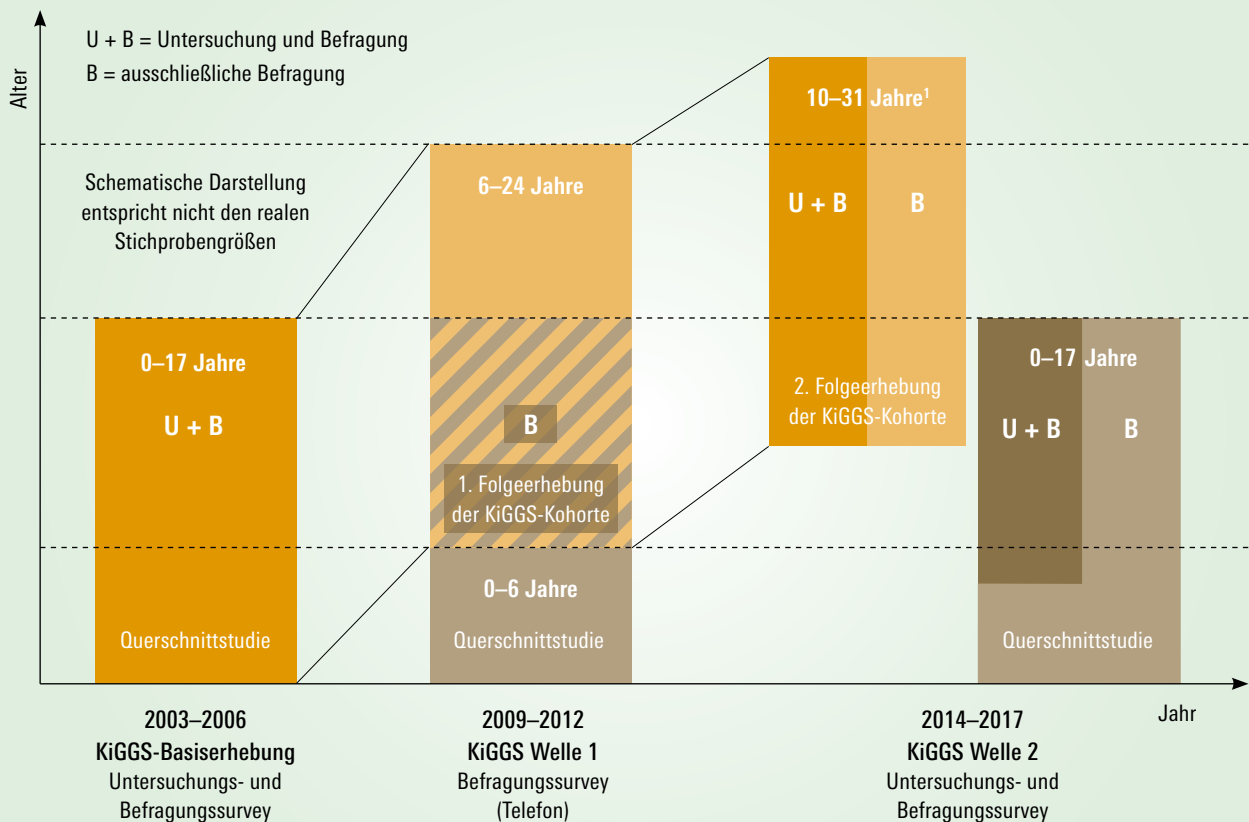 Alter
U + B = Untersuchung und Befragung
B = ausschließliche Befragung
Schematische Darstellung
entspricht nicht den realen
Stichprobengrößen
0–17 Jahre
U + B
Querschnittstudie
6–24 Jahre
B
1. Folgeerhebung
der KiGGS-Kohorte
0–6 Jahre
Querschnittstudie
10–31 Jahre¹
U + B
B
2. Folgeerhebung
der KiGGS-Kohorte
0–17 Jahre
U + B
B
Querschnittstudie
Jahr
2003–2006
KiGGS-Basiserhebung
Untersuchungs- und
Befragungssurvey
2009–2012
KiGGS Welle 1
Befragungssurvey
(Telefon)
2014–2017
KiGGS Welle 2
Untersuchungs- und
Befragungssurvey